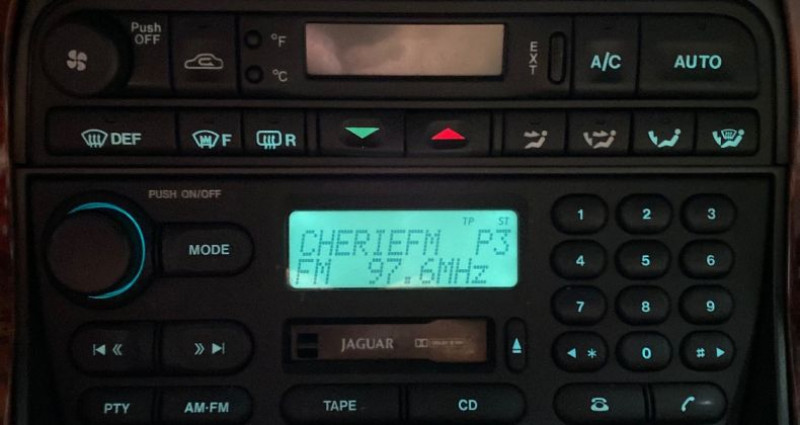 Push
OFF
°F
°C
EXT
A/C
AUTO
DEF
F
R
PUSH ON/OFF
MODE
TP ST
CHERIEFM P3
FM 97.6MHz
1 2 3
4 5 6
7 8 9
* 0 #
JAGUAR
PTY
AM·FM
TAPE
CD